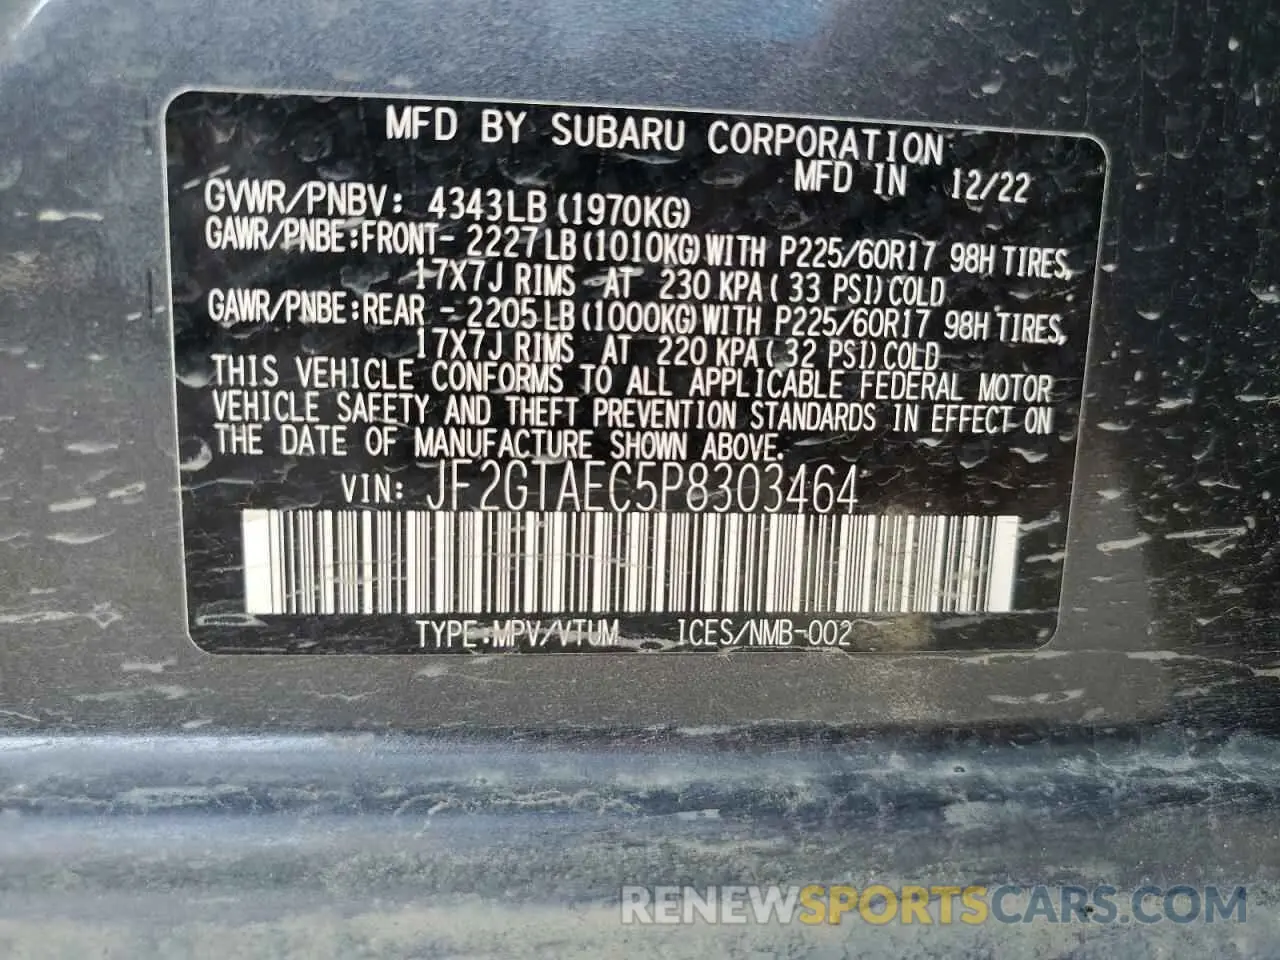 MFD BY SUBARU CORPORATION
MFD IN 12/22
GVWR/PNBV: 4343LB (1970KG)
GAWR/PNBE:FRONT- 2227LB(1010KG)WITH P225/60R17 98H TIRES,
17X7J RIMS AT 230 KPA( 33 PSI)COLD
GAWR/PNBE:REAR - 2205LB(1000KG)WITH P225/60R17 98H TIRES,
17X7J RIMS AT 220 KPA( 32 PSI)COLD
THIS VEHICLE CONFORMS TO ALL APPLICABLE FEDERAL MOTOR
VEHICLE SAFETY AND THEFT PREVENTION STANDARDS IN EFFECT ON
THE DATE OF MANUFACTURE SHOWN ABOVE.
VIN: JF2GTAEC5P8303464
TYPE:MPV/VTUM ICES/NMB-002
RENEWSPORTSCARS.COM